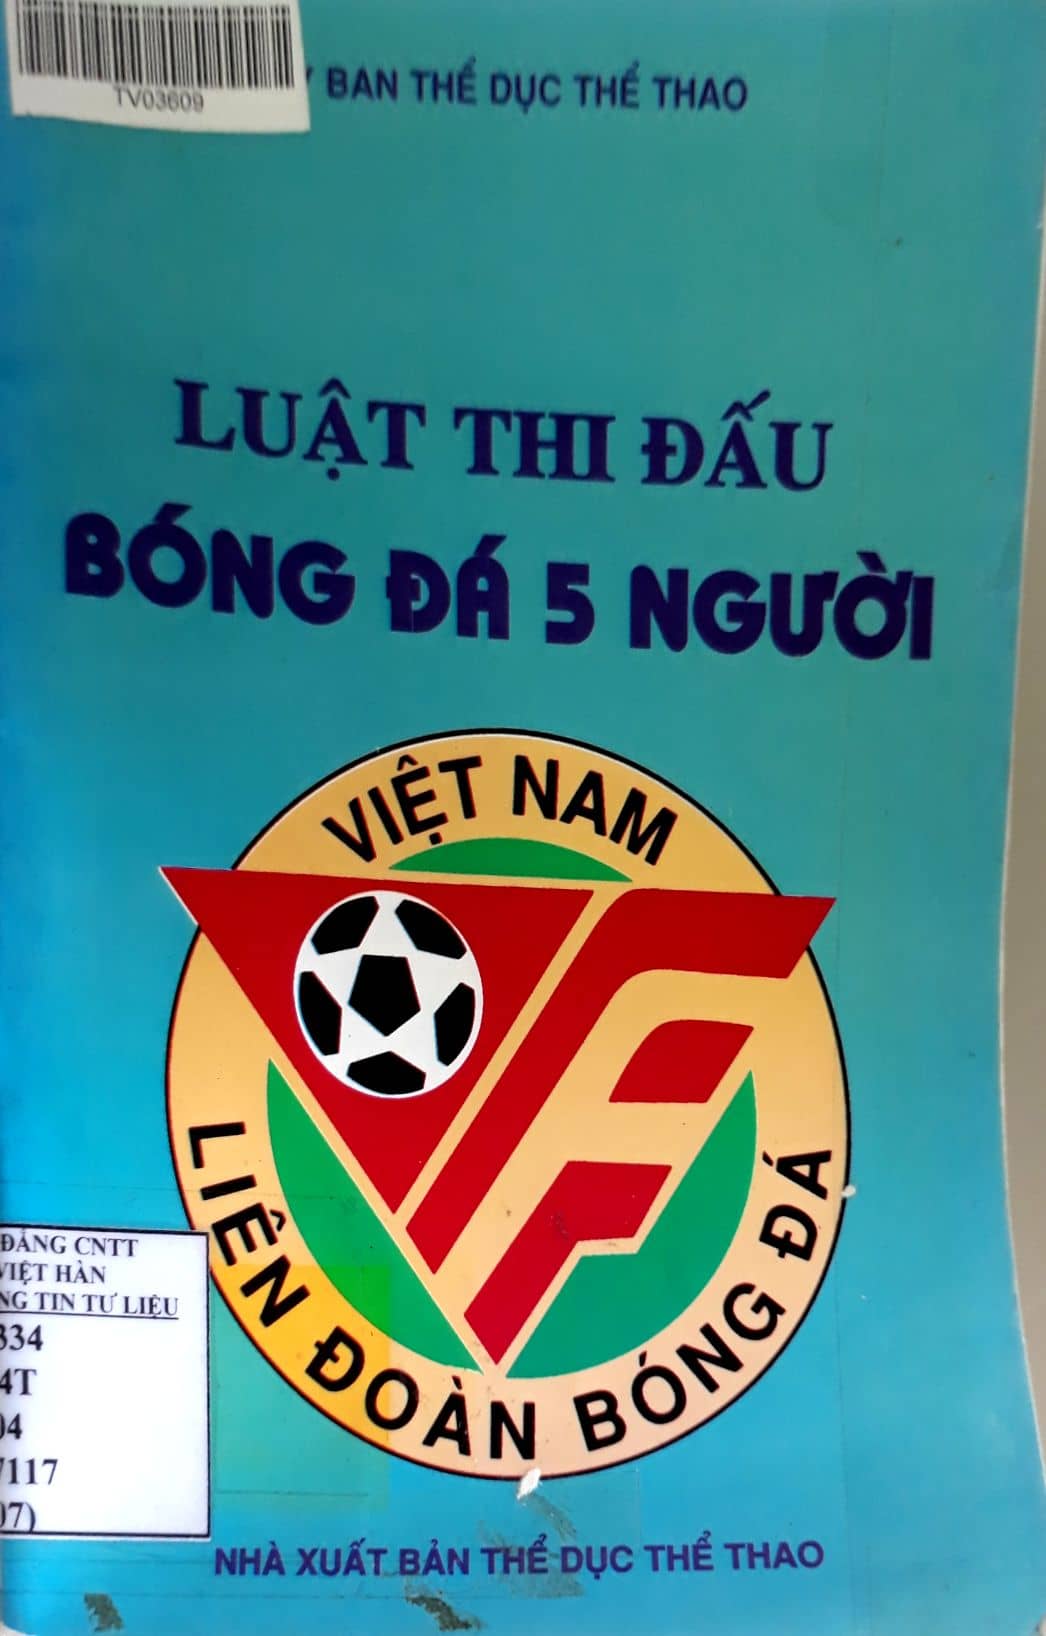 TV03609
BAN THỂ DỤC THỂ THAO
LUẬT THI ĐẤU
BÓNG ĐÁ 5 NGƯỜI
VIỆT NAM
LIÊN ĐOÀN BÓNG ĐÁ
ĐẲNG CNTT
VIỆT HÀN
NG TIN TƯ LIỆU
334
4T
04
7117
07)
NHÀ XUẤT BẢN THỂ DỤC THỂ THAO